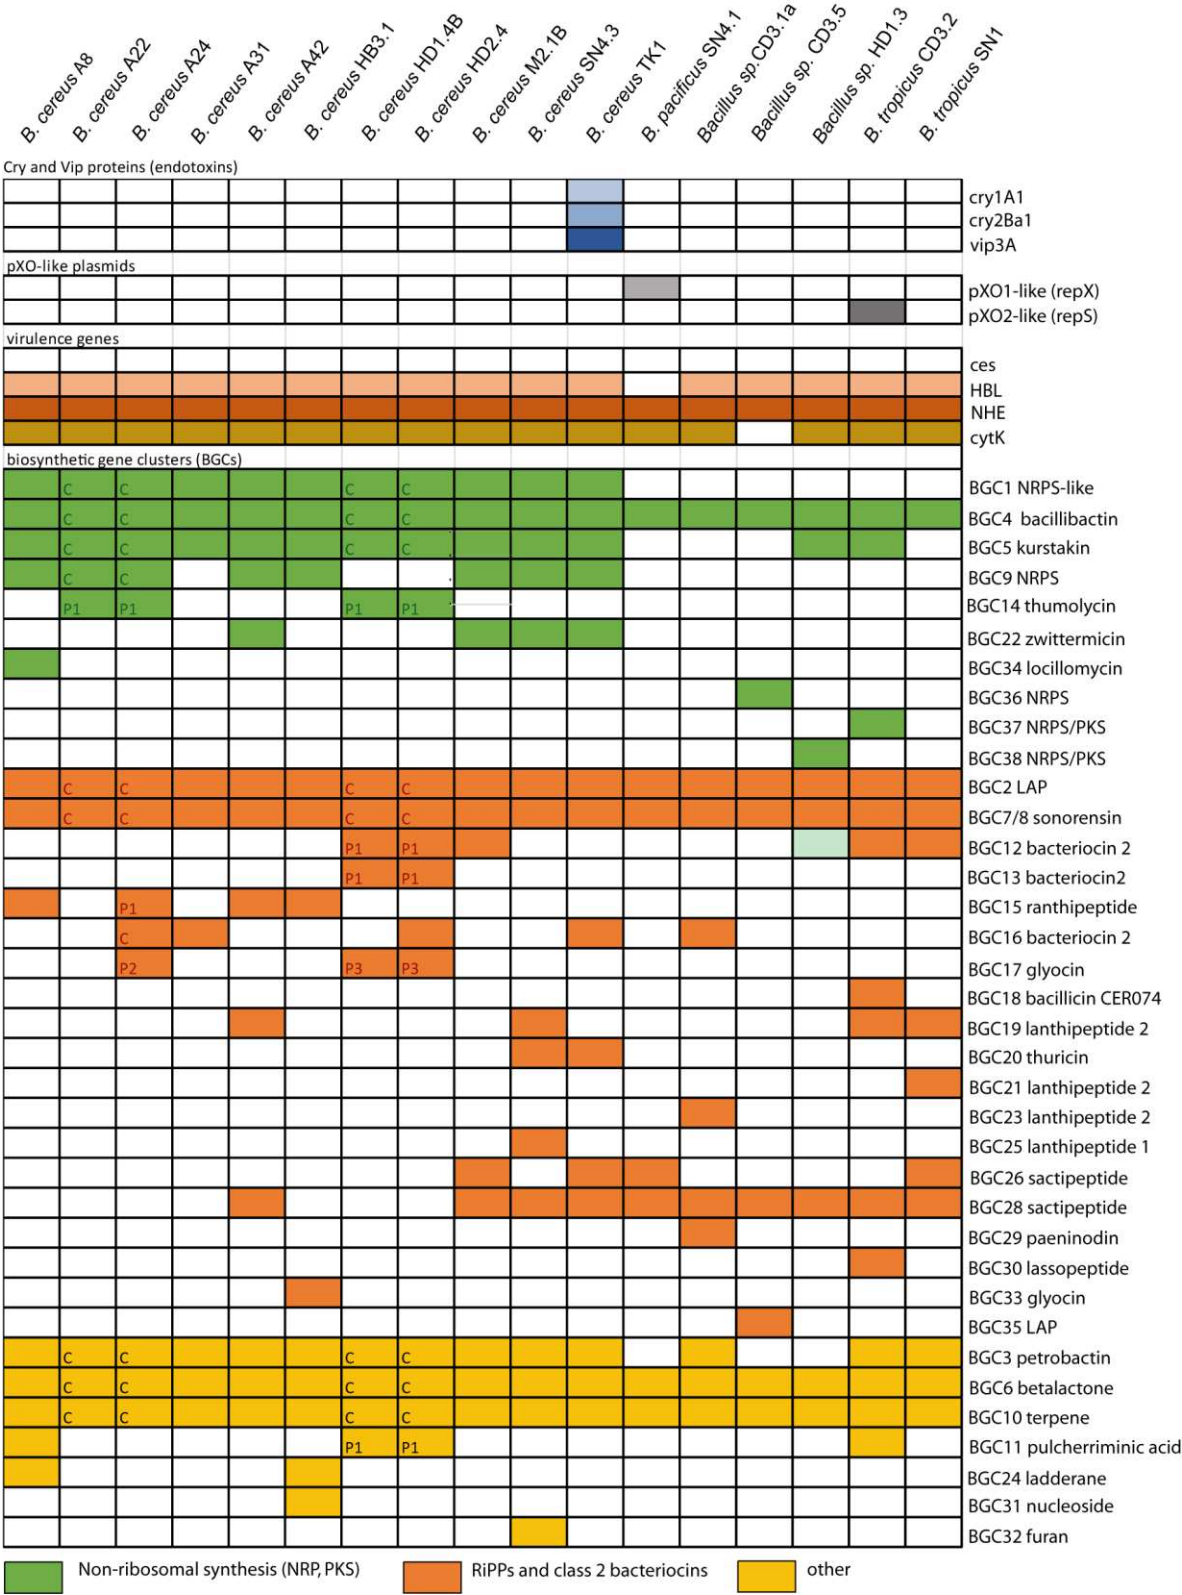 B. cereus A8
B. cereus A22
B. cereus A24
B. cereus A31
B. cereus A42
B. cereus HB3.1
B. cereus HD1.4B
B. cereus HD2.4
B. cereus M2.1B
B. cereus SN4.3
B. cereus TK1
B. pacificus SN4.1
Bacillus sp.CD3.1a
Bacillus sp. CD3.5
Bacillus sp. HD1.3
B. tropicus CD3.2
B. tropicus SN1
Cry and Vip proteins (endotoxins)
cry1A1
cry2Ba1
vip3A
pXO-like plasmids
pXO1-like (repX)
pXO2-like (repS)
virulence genes
ces
HBL
NHE
cytK
biosynthetic gene clusters (BGCs)
C C C C BGC1 NRPS-like
C C C C BGC4 bacillibactin
C C C C BGC5 kurstakin
C C BGC9 NRPS
P1 P1 P1 P1 BGC14 thumolycin
BGC22 zwittermicin
BGC34 locillomycin
BGC36 NRPS
BGC37 NRPS/PKS
BGC38 NRPS/PKS
C C C C BGC2 LAP
C C C C BGC7/8 sonorensin
P1 P1 BGC12 bacteriocin 2
P1 P1 BGC13 bacteriocin2
P1 BGC15 ranthipeptide
C BGC16 bacteriocin 2
P2 P3 P3 BGC17 glyocin
BGC18 bacillicin CER074
BGC19 lanthipeptide 2
BGC20 thuricin
BGC21 lanthipeptide 2
BGC23 lanthipeptide 2
BGC25 lanthipeptide 1
BGC26 sactipeptide
BGC28 sactipeptide
BGC29 paeninodin
BGC30 lassopeptide
BGC33 glyocin
BGC35 LAP
C C C C BGC3 petrobactin
C C C C BGC6 betalactone
C C C C BGC10 terpene
P1 P1 BGC11 pulcherriminic acid
BGC24 ladderane
BGC31 nucleoside
BGC32 furan
Non-ribosomal synthesis (NRP, PKS)
RiPPs and class 2 bacteriocins
other